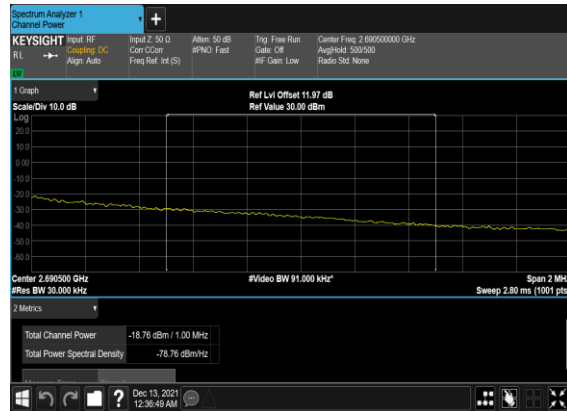 Spectrum Analyzer 1
Channel Power
+
KEYSIGHT
RL
LW
Input: RF
Coupling: DC
Align: Auto
Input Z: 50 Ω
Corr CCorr
Freq Ref: Int (S)
Atten: 50 dB
#PNO: Fast
Trig: Free Run
Gate: Off
#IF Gain: Low
Center Freq: 2.690500000 GHz
Avg|Hold: 500/500
Radio Std: None
1 Graph
Scale/Div 10.0 dB
Ref Lvl Offset 11.97 dB
Ref Value 30.00 dBm
Log
20.0
10.0
0.00
-10.0
-20.0
-30.0
-40.0
-50.0
-60.0
Center 2.690500 GHz
#Res BW 30.000 kHz
#Video BW 91.000 kHz*
Span 2 MH
Sweep 2.80 ms (1001 pts
2 Metrics
Total Channel Power -18.76 dBm / 1.00 MHz
Total Power Spectral Density -78.76 dBm/Hz
?
Dec 13, 2021
12:36:49 AM